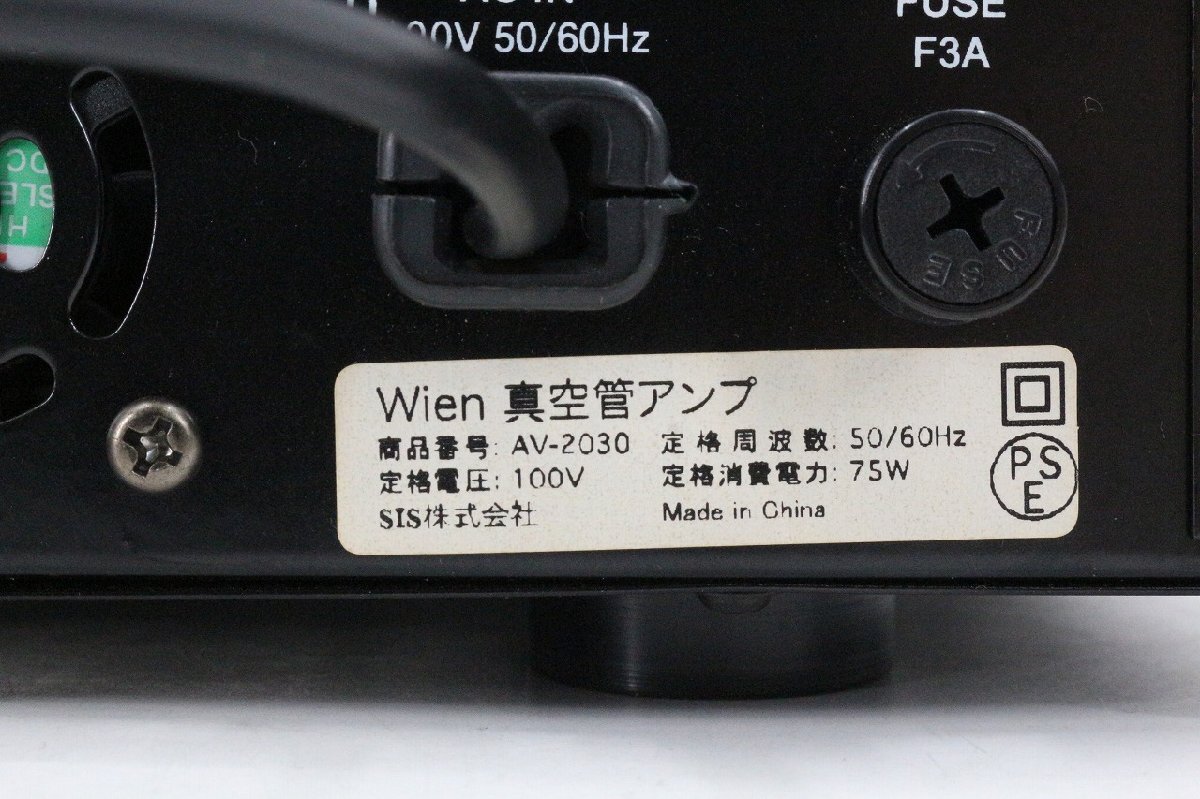 50/60Hz
FUSE
F3A
FUSE
Wien 真空管アンプ
商品番号: AV-2030 定格周波数: 50/60Hz
定格電圧: 100V 定格消費電力: 75W
SIS株式会社 Made in China
PSE